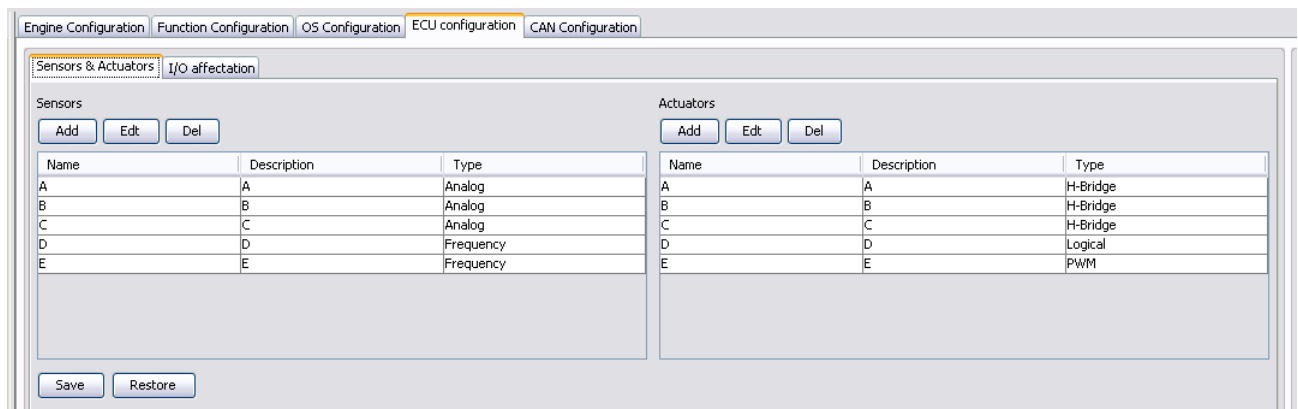 Engine Configuration Function Configuration OS Configuration ECU configuration CAN Configuration
Sensors & Actuators I/O affectation
Sensors
Add Edt Del
Name Description Type
A A Analog
B B Analog
C C Analog
D D Frequency
E E Frequency
Actuators
Add Edt Del
Name Description Type
A A H-Bridge
B B H-Bridge
C C H-Bridge
D D Logical
E E PWM
Save Restore